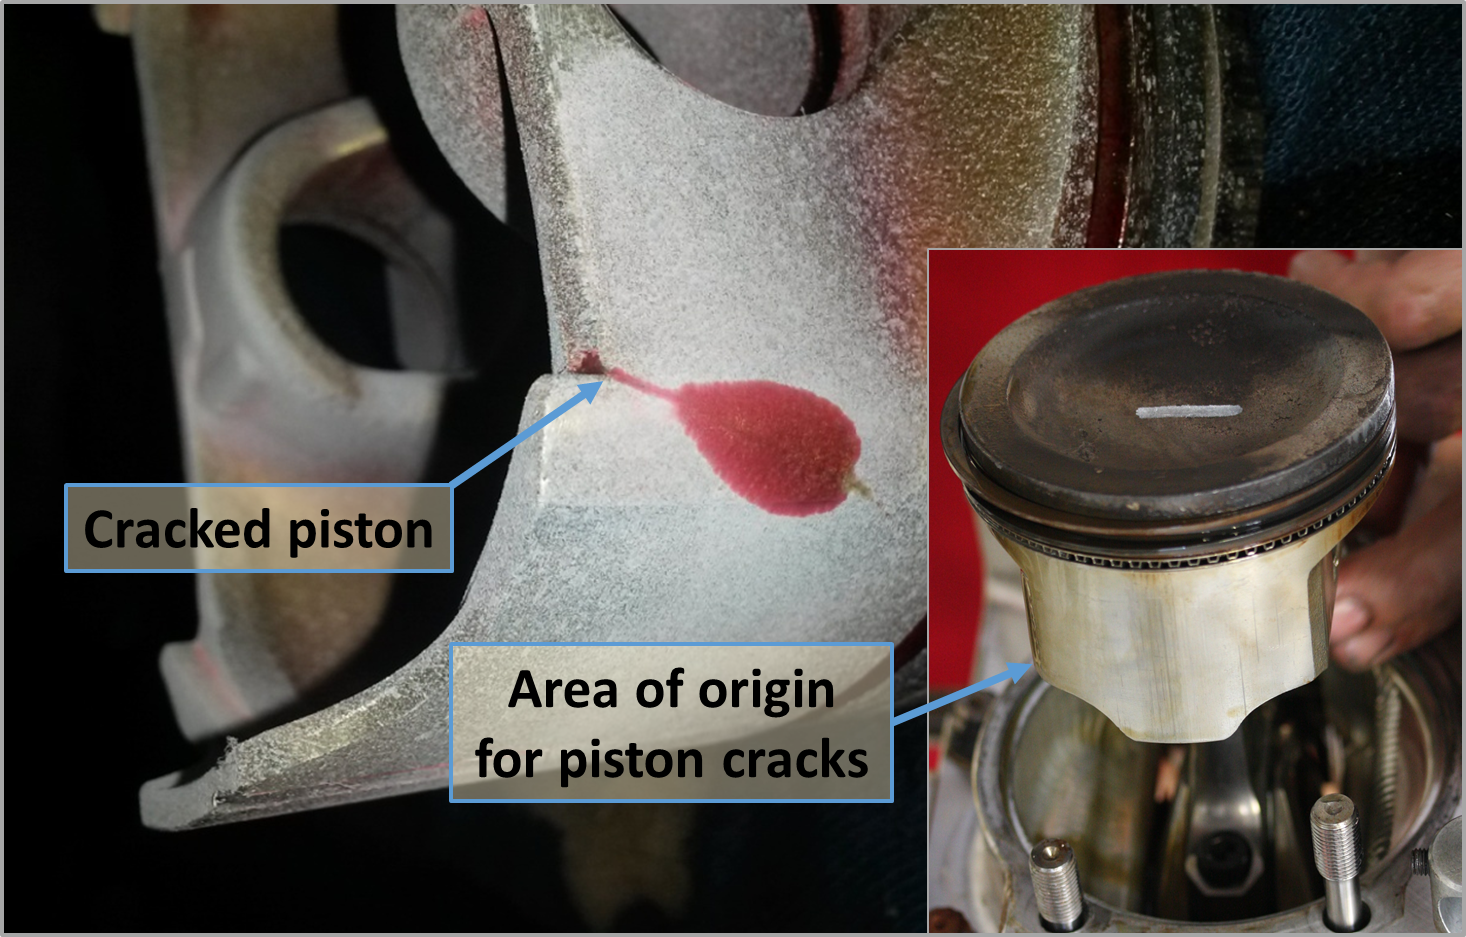 Cracked piston
Area of origin
for piston cracks